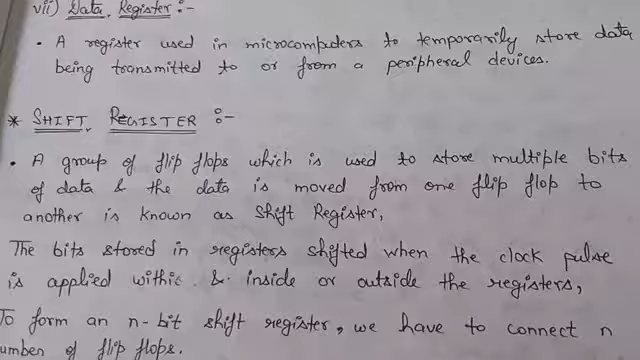 vii) Data Register :-
• A register used in microcomputers to temporarily store data
being transmitted to or from a peripheral devices.
* SHIFT REGISTER :-
• A group of flip flops which is used to store multiple bits
of data & the data is moved from one flip flop to
another is known as Shift Register,
The bits stored in registers shifted when the clock pulse
is applied within & inside or outside the registers,
To form an n-bit shift register, we have to connect n
umber of flip flops.